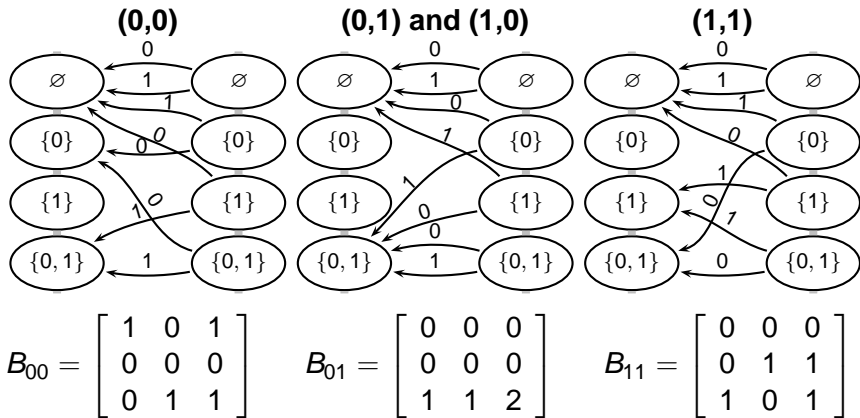 (0,0) (0,1) and (1,0) (1,1)
0 0 0
∅ ∅ ∅ ∅ ∅ ∅
1 1 1
1 0 1
{0} {0} {0} {0} {0} {0}
0 0 1 0
1 1
{1} {1} {1} {1} {1} {1}
1 0 0 0 1
0
{0, 1} {0, 1} {0, 1} {0, 1} {0, 1} {0, 1}
1 1 0
B00 = [ 1 0 1 B01 = [ 0 0 0 B11 = [ 0 0 0
0 0 0 0 0 0 0 1 1
0 1 1 ] 1 1 2 ] 1 0 1 ]